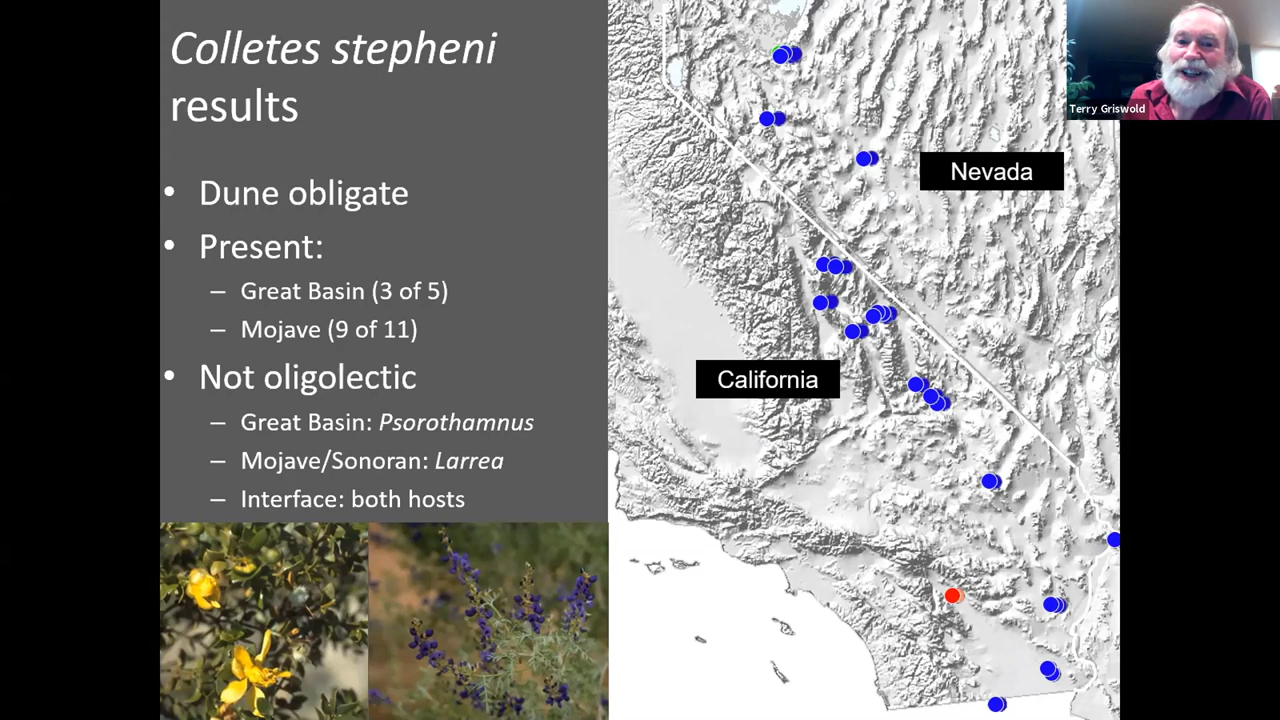 Colletes stepheni
results
• Dune obligate
• Present:
– Great Basin (3 of 5)
– Mojave (9 of 11)
• Not oligolectic
– Great Basin: Psorothamnus
– Mojave/Sonoran: Larrea
– Interface: both hosts
Nevada
California
Terry Griswold